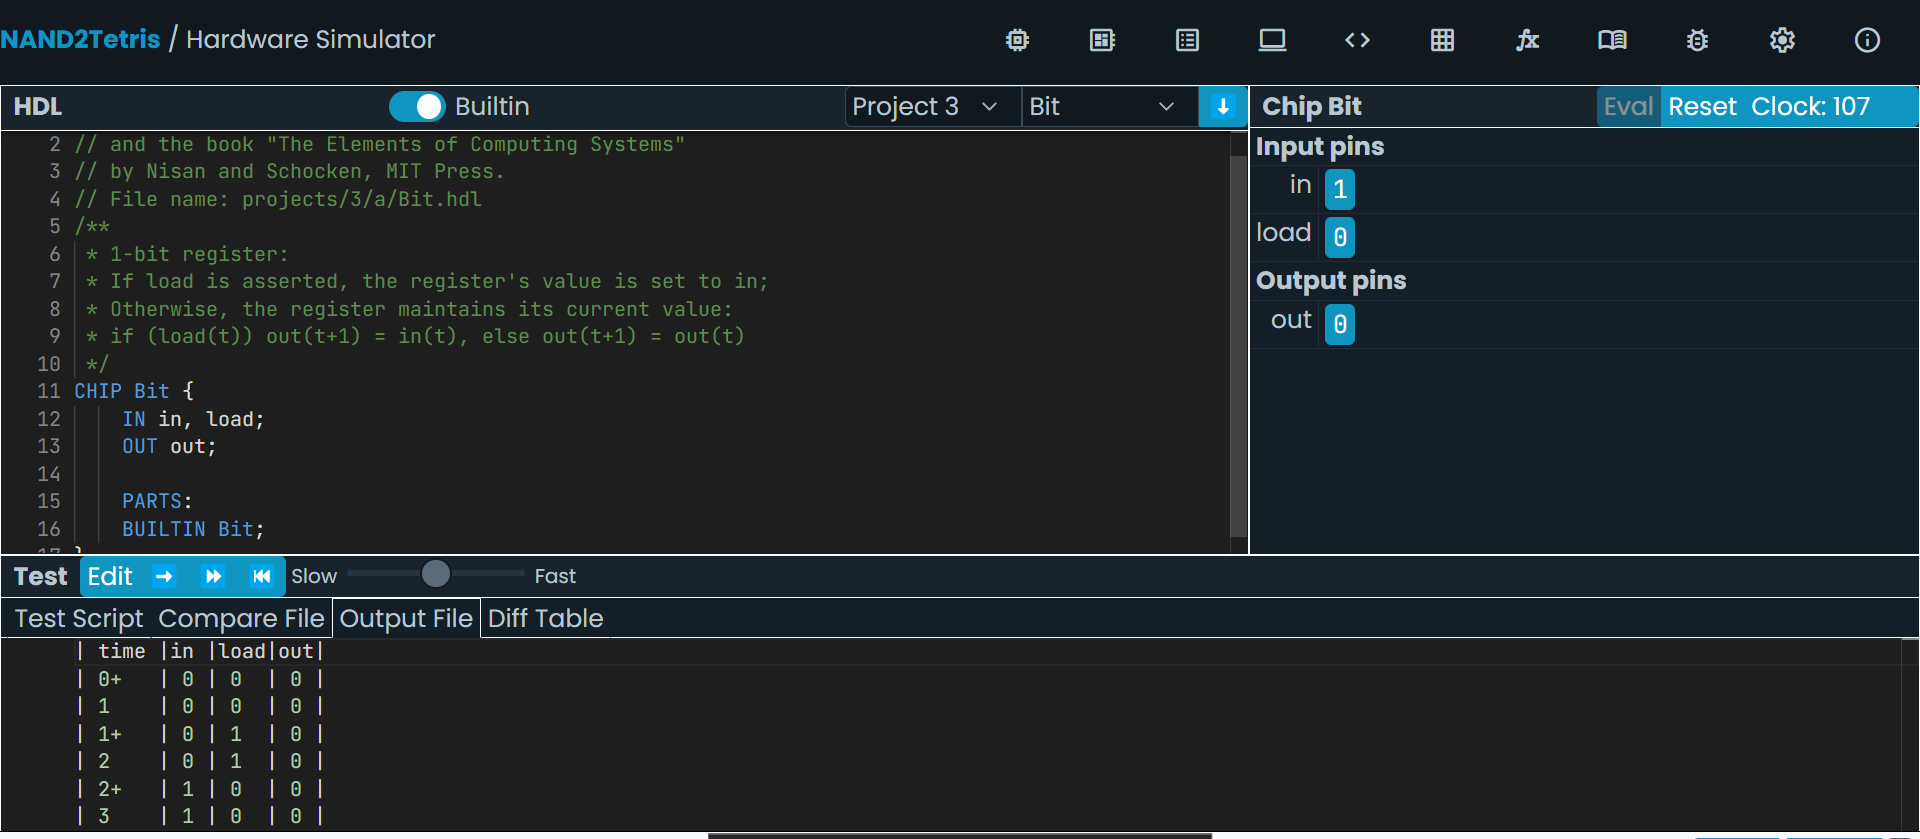 NAND2Tetris / Hardware Simulator
HDL Builtin Project 3 Bit
2 // and the book "The Elements of Computing Systems"
3 // by Nisan and Schocken, MIT Press.
4 // File name: projects/3/a/Bit.hdl
5 /**
6 * 1-bit register:
7 * If load is asserted, the register's value is set to in;
8 * Otherwise, the register maintains its current value:
9 * if (load(t)) out(t+1) = in(t), else out(t+1) = out(t)
10 */
11 CHIP Bit {
12 IN in, load;
13 OUT out;
14
15 PARTS:
16 BUILTIN Bit;
17 }
Chip Bit Eval Reset Clock: 107
Input pins
in 1
load 0
Output pins
out 0
Test Edit Slow Fast
Test Script Compare File Output File Diff Table
| time |in |load|out|
| 0+ | 0 | 0 | 0 |
| 1 | 0 | 0 | 0 |
| 1+ | 0 | 1 | 0 |
| 2 | 0 | 1 | 0 |
| 2+ | 1 | 0 | 0 |
| 3 | 1 | 0 | 0 |